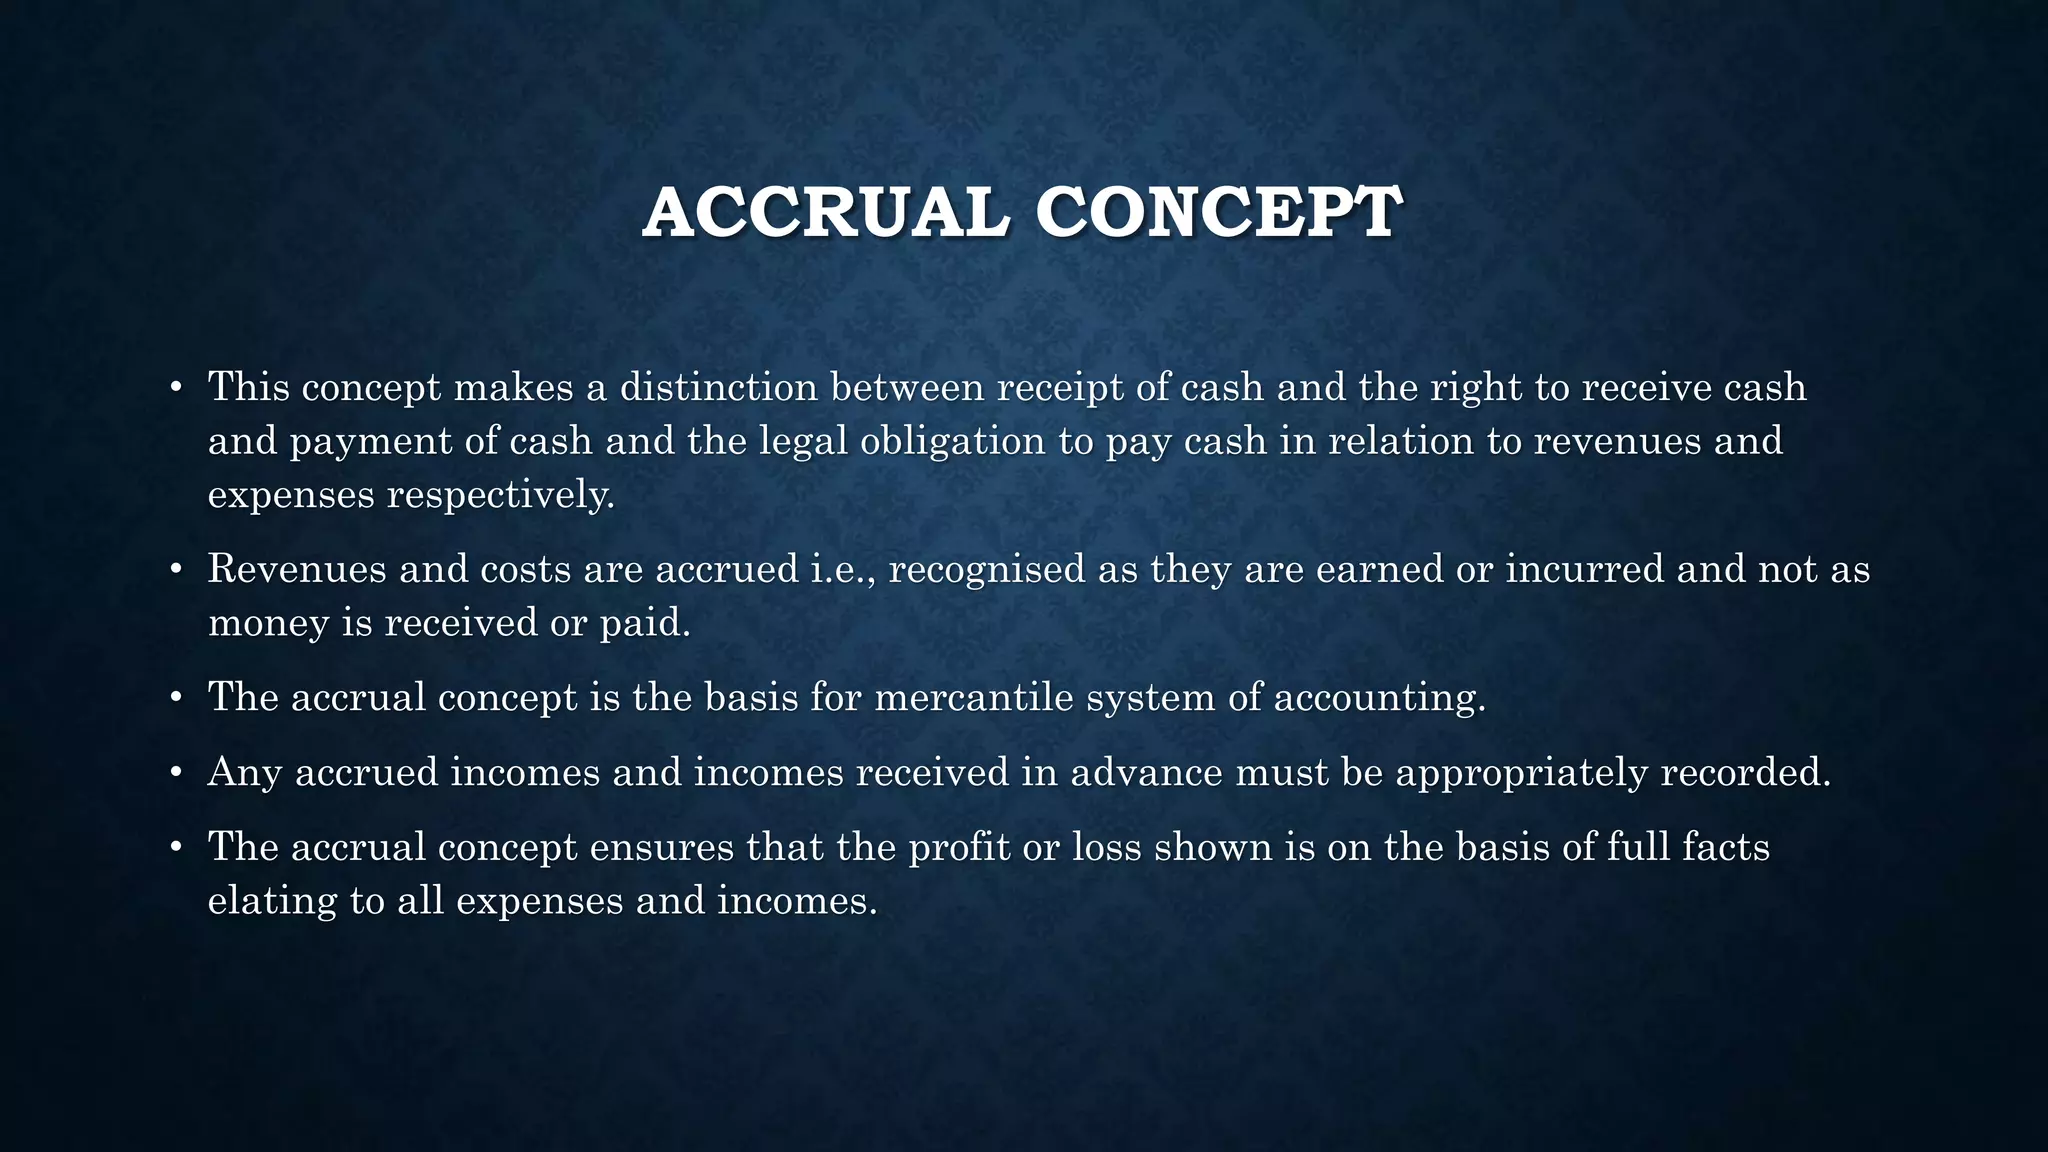 ACCRUAL CONCEPT
• This concept makes a distinction between receipt of cash and the right to receive cash
and payment of cash and the legal obligation to pay cash in relation to revenues and
expenses respectively.
• Revenues and costs are accrued i.e., recognised as they are earned or incurred and not as
money is received or paid.
• The accrual concept is the basis for mercantile system of accounting.
• Any accrued incomes and incomes received in advance must be appropriately recorded.
• The accrual concept ensures that the profit or loss shown is on the basis of full facts
elating to all expenses and incomes.